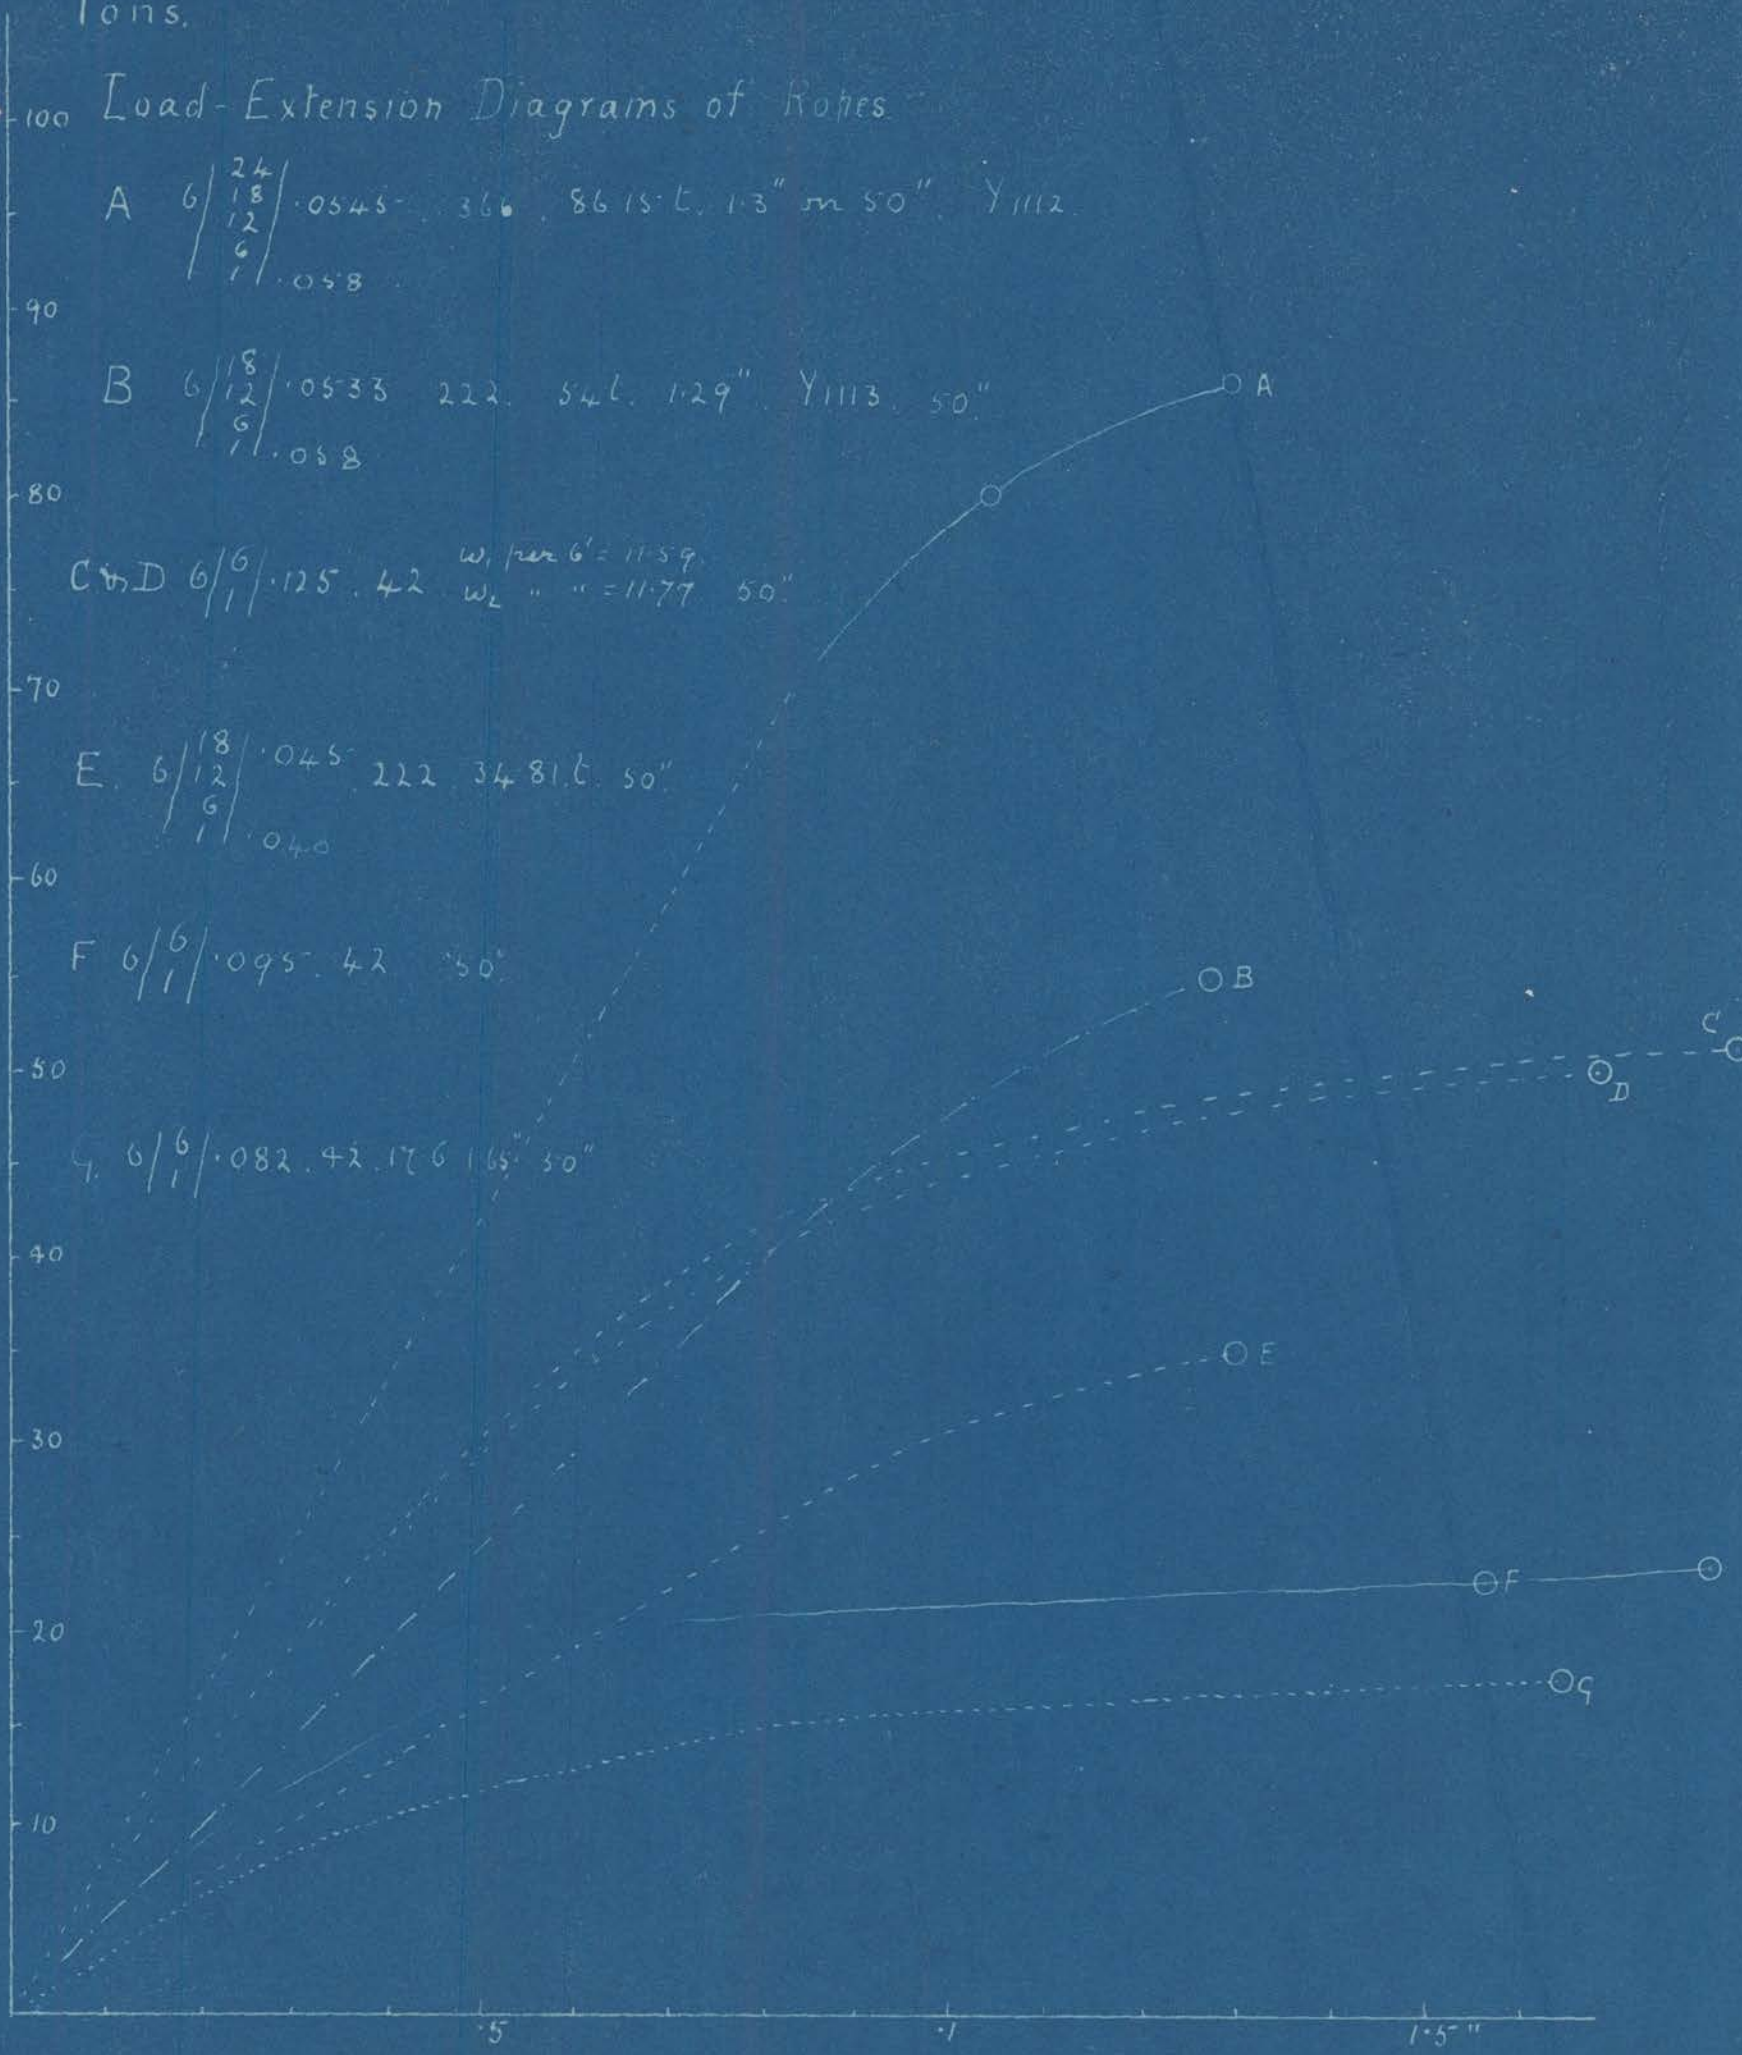 Tons.
100
Load-Extension Diagrams of Ropes
A 6/24/18/12/6/1/.0545 . 366 . 86.15.t. 1.3" on 50" Y1112
.058
90
B 6/18/12/6/1/.0533 222. 54t. 1.29" Y1113. 50"
.058
80
C & D 6/6/1/.125 . 42
w, per 6' = 11.59
w₂ " " = 11.77 50"
70
E. 6/18/12/6/1/.045 222 34.81.t. 50"
.040
60
F 6/6/1/.095. 42 50"
50
G. 6/6/1/.082.42.17.6 1.65" 50"
40
30
20
10
A
B
C
D
E
F
G
.5
.1
1.5"